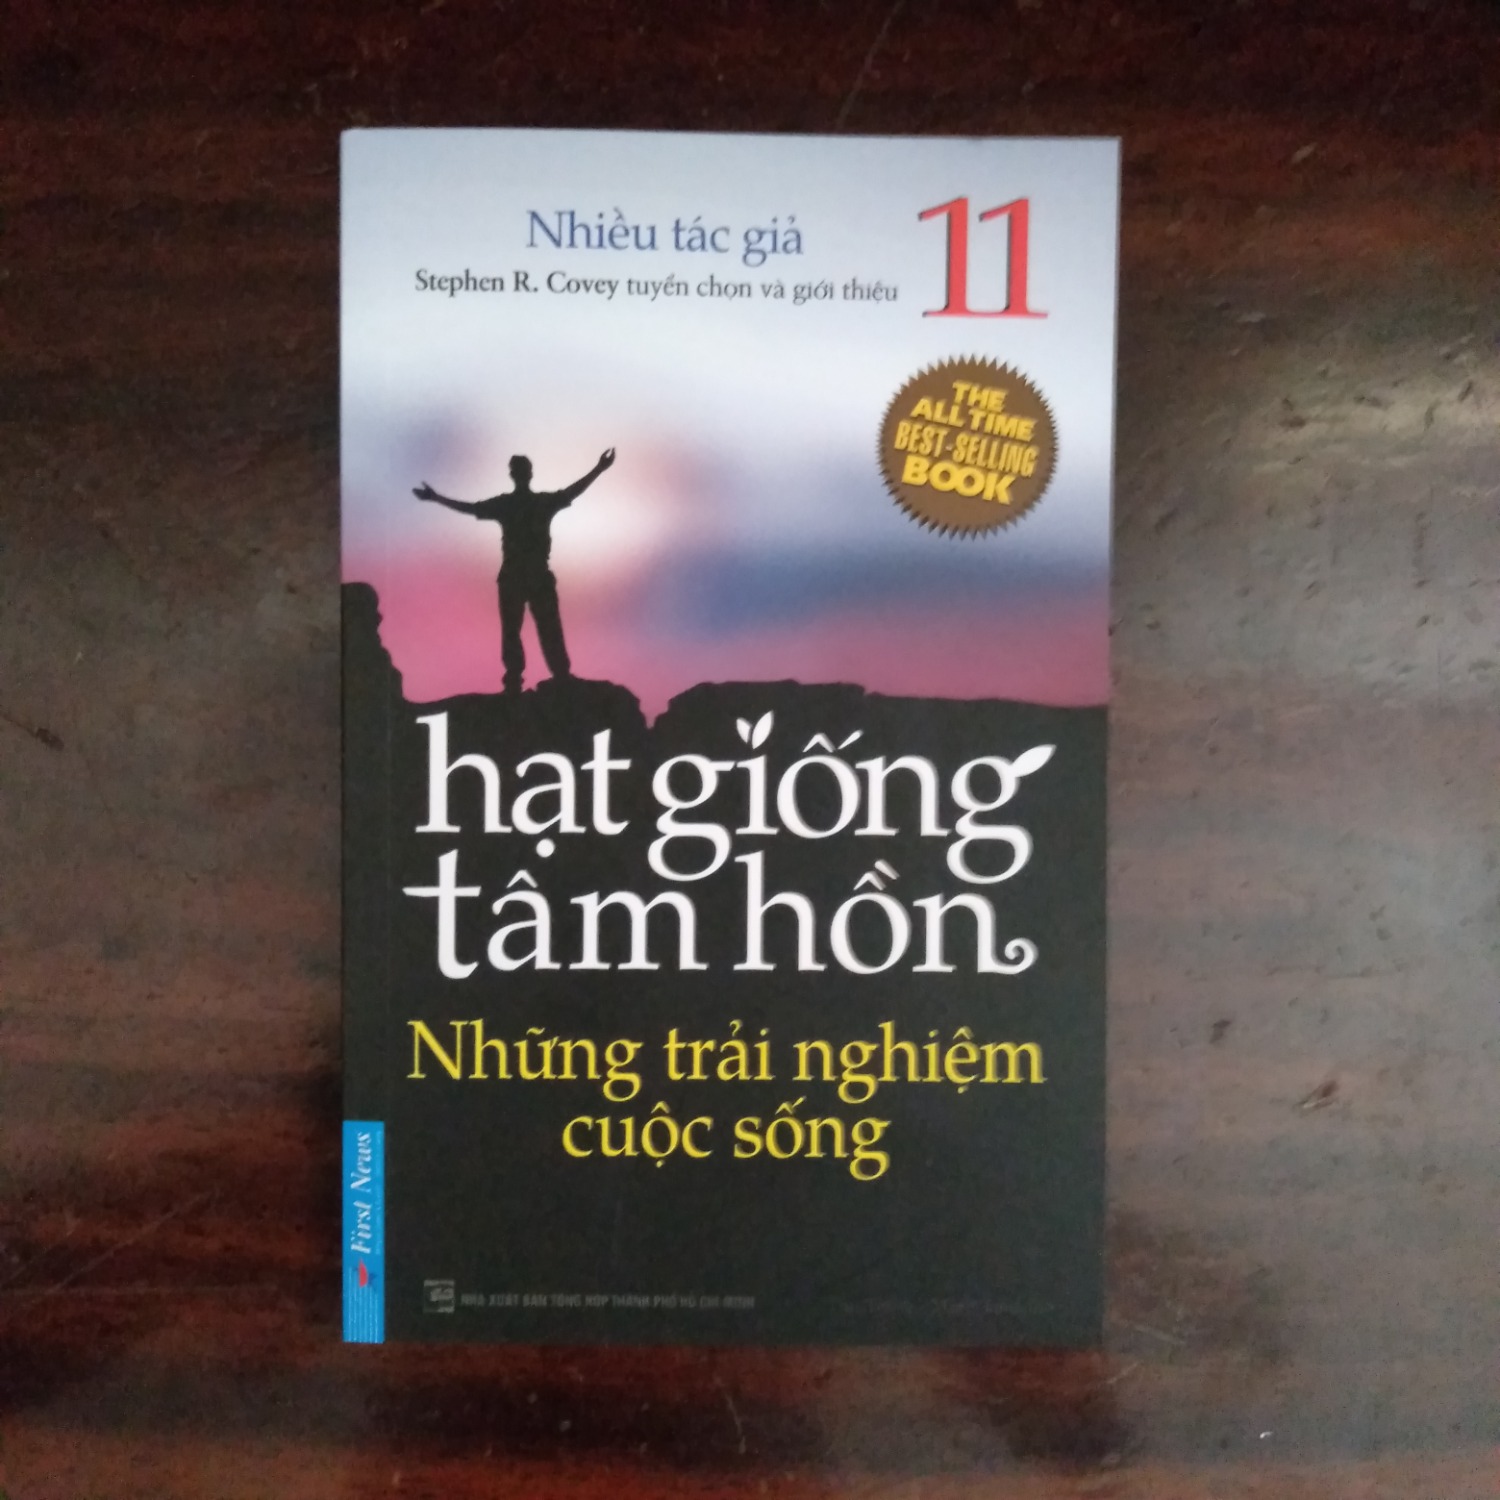 Nhiều tác giả
11
Stephen R. Covey tuyển chọn và giới thiệu
THE
ALL TIME
BEST-SELLING
BOOK
hạt giống
tâm hồn
Những trải nghiệm
cuộc sống
First News
NHÀ XUẤT BẢN TỔNG HỢP THÀNH PHỐ HỒ CHÍ MINH